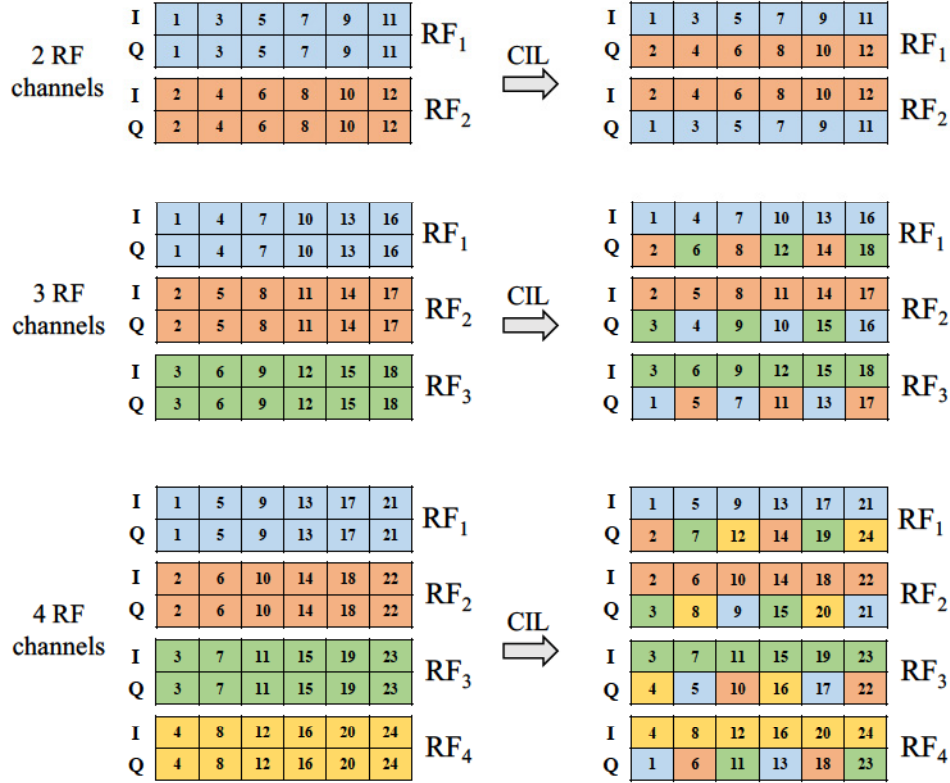 I 1 3 5 7 9 11
Q 1 3 5 7 9 11
RF1
I 2 4 6 8 10 12
Q 2 4 6 8 10 12
RF2
2 RF
channels
CIL
I 1 3 5 7 9 11
Q 2 4 6 8 10 12
RF1
I 2 4 6 8 10 12
Q 1 3 5 7 9 11
RF2
I 1 4 7 10 13 16
Q 1 4 7 10 13 16
RF1
I 2 5 8 11 14 17
Q 2 5 8 11 14 17
RF2
I 3 6 9 12 15 18
Q 3 6 9 12 15 18
RF3
3 RF
channels
CIL
I 1 4 7 10 13 16
Q 2 6 8 12 14 18
RF1
I 2 5 8 11 14 17
Q 3 4 9 10 15 16
RF2
I 3 6 9 12 15 18
Q 1 5 7 11 13 17
RF3
I 1 5 9 13 17 21
Q 1 5 9 13 17 21
RF1
I 2 6 10 14 18 22
Q 2 6 10 14 18 22
RF2
I 3 7 11 15 19 23
Q 3 7 11 15 19 23
RF3
I 4 8 12 16 20 24
Q 4 8 12 16 20 24
RF4
4 RF
channels
CIL
I 1 5 9 13 17 21
Q 2 7 12 14 19 24
RF1
I 2 6 10 14 18 22
Q 3 8 9 15 20 21
RF2
I 3 7 11 15 19 23
Q 4 5 10 16 17 22
RF3
I 4 8 12 16 20 24
Q 1 6 11 13 18 23
RF4